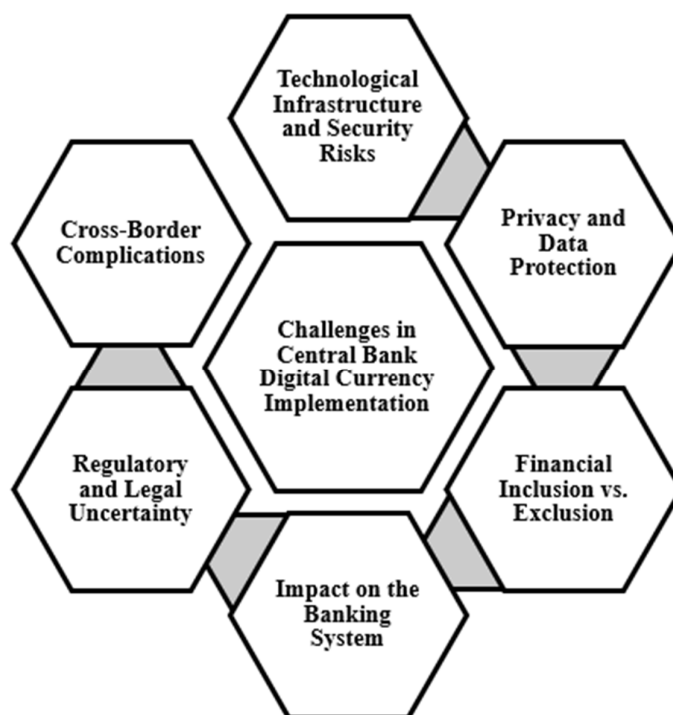 Technological
Infrastructure
and Security
Risks
Privacy and
Data
Protection
Financial
Inclusion vs.
Exclusion
Impact on the
Banking
System
Regulatory
and Legal
Uncertainty
Cross-Border
Complications
Challenges in
Central Bank
Digital Currency
Implementation